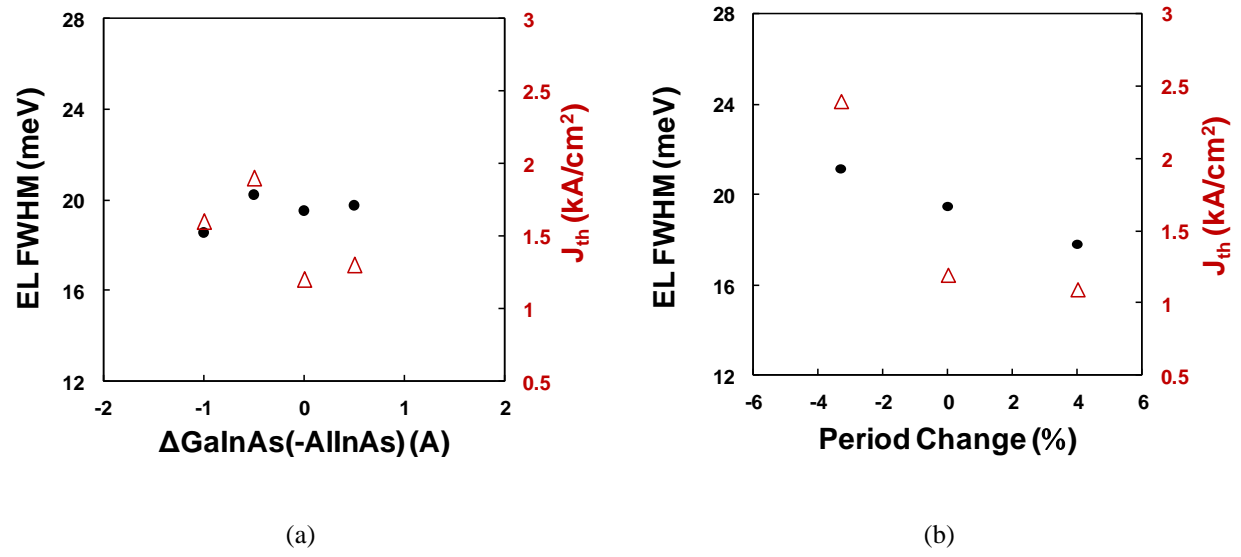 28
24
20
16
12
EL FWHM (meV)
3
2.5
2
1.5
1
0.5
J_th (kA/cm²)
-2 -1 0 1 2
ΔGaInAs(-AlInAs) (A)
(a)
28
24
20
16
12
EL FWHM (meV)
3
2.5
2
1.5
1
0.5
J_th (kA/cm²)
-6 -4 -2 0 2 4 6
Period Change (%)
(b)